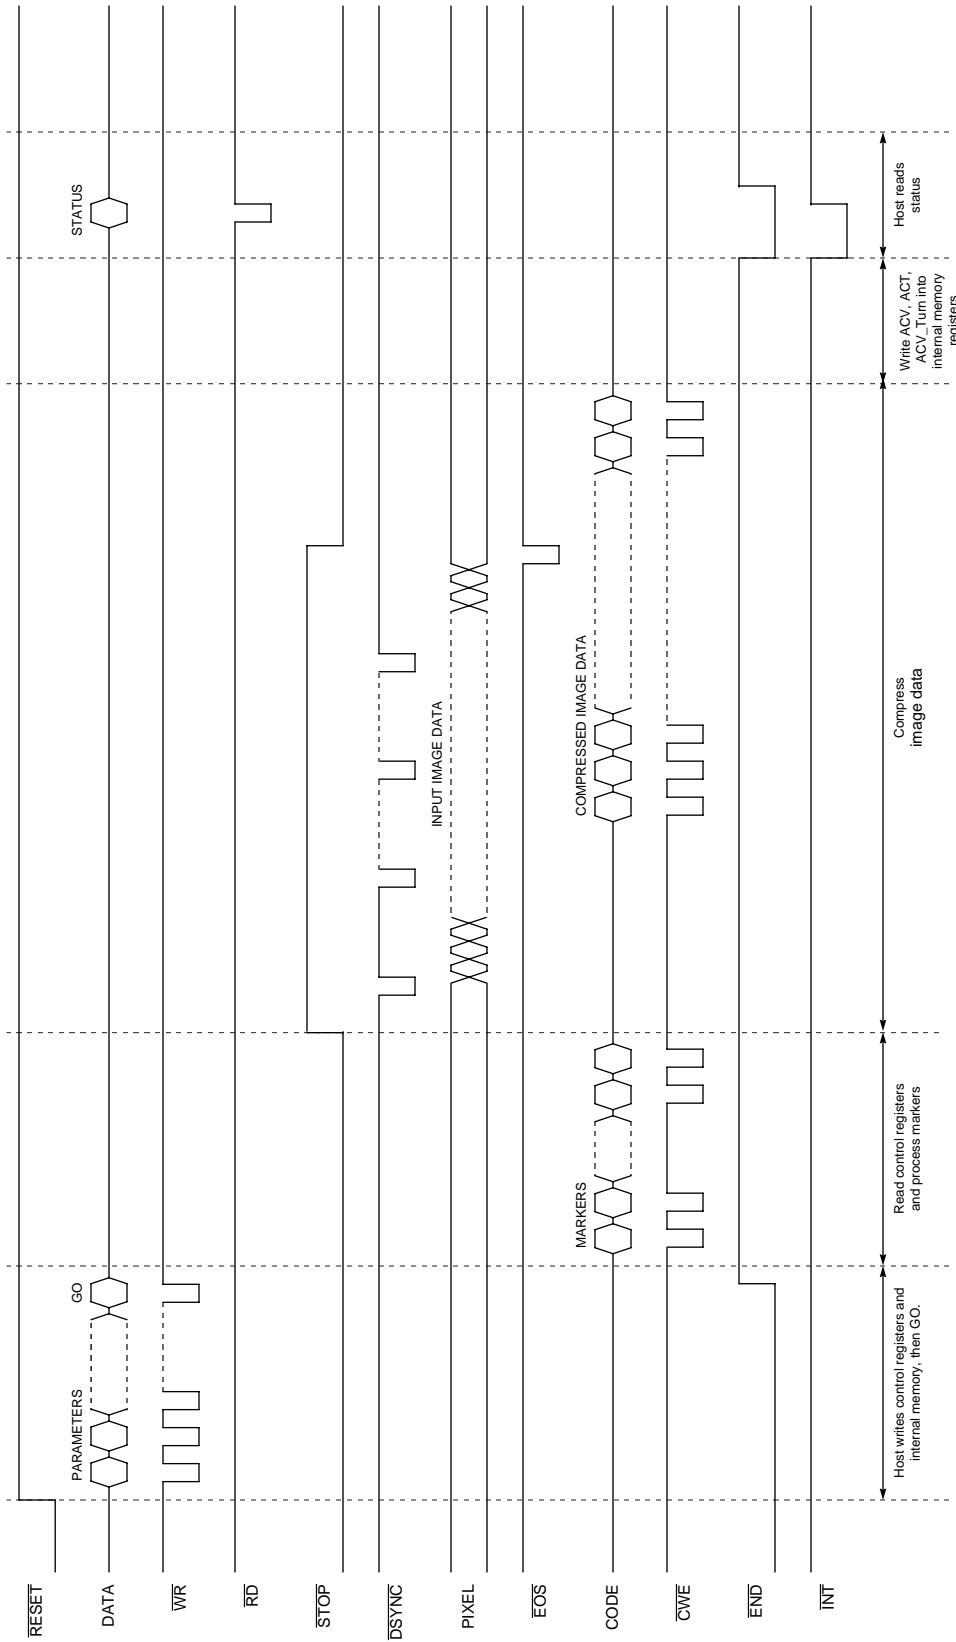 RESET
DATA
WR
RD
STOP
DSYNC
PIXEL
EOS
CODE
CWE
END
INT
PARAMETERS
GO
STATUS
INPUT IMAGE DATA
MARKERS
COMPRESSED IMAGE DATA
Host writes control registers and
internal memory, then GO.
Read control registers
and process markers
Compress
image data
Write ACV, ACT,
ACV_Turn into
internal memory
registers
Host reads
status